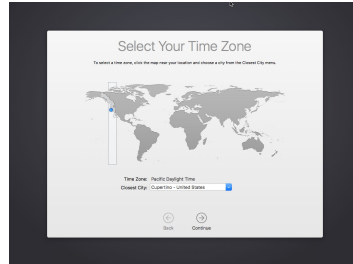 Select Your Time Zone
To select a time zone, click the map near your location and choose a city from the Closest City menu.
Time Zone: Pacific Daylight Time
Closest City: Cupertino - United States
Back Continue